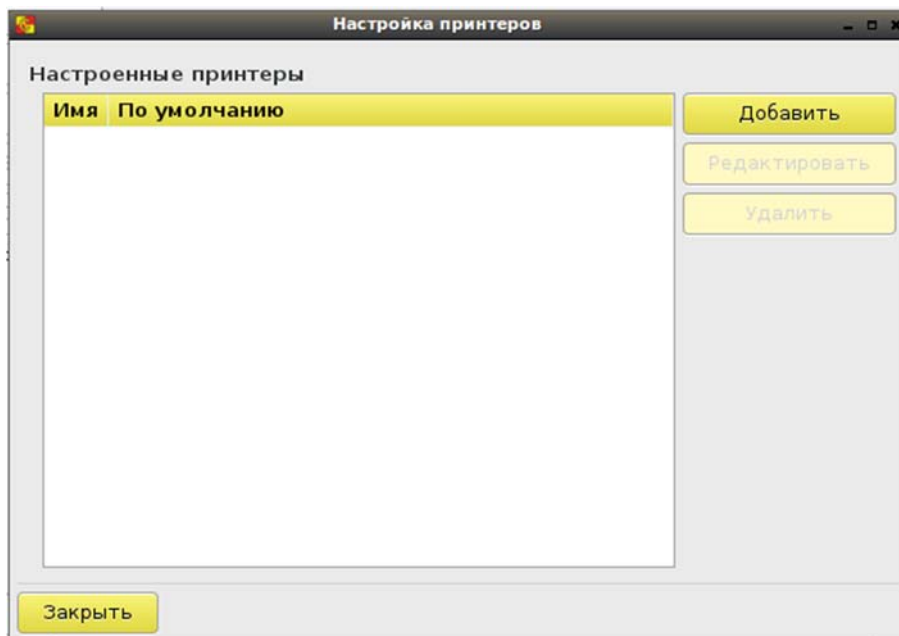 Настройка принтеров
Настроенные принтеры
Имя По умолчанию
Добавить
Редактировать
Удалить
Закрыть